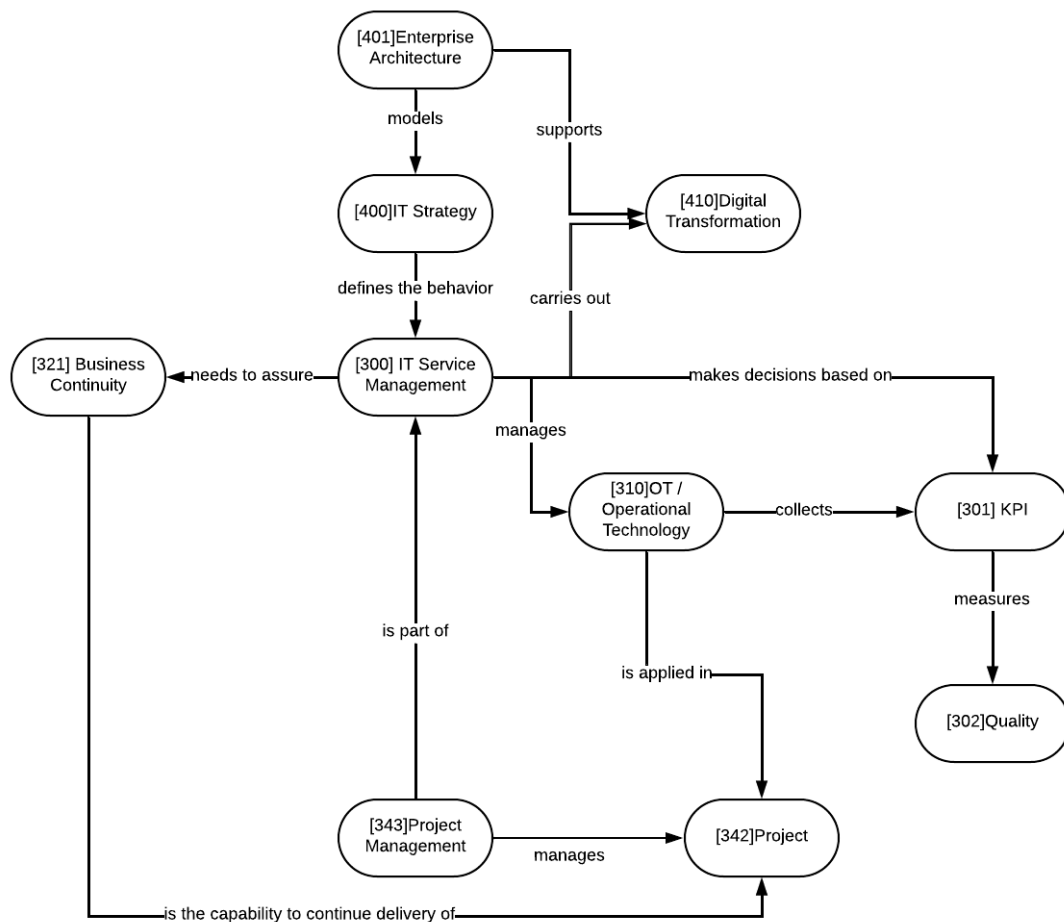 [401]Enterprise
Architecture
models
supports
[400]IT Strategy
[410]Digital
Transformation
defines the behavior
carries out
[321] Business
Continuity
needs to assure
[300] IT Service
Management
makes decisions based on
manages
[310]OT /
Operational
Technology
collects
[301] KPI
measures
is part of
is applied in
[302]Quality
[343]Project
Management
manages
[342]Project
is the capability to continue delivery of